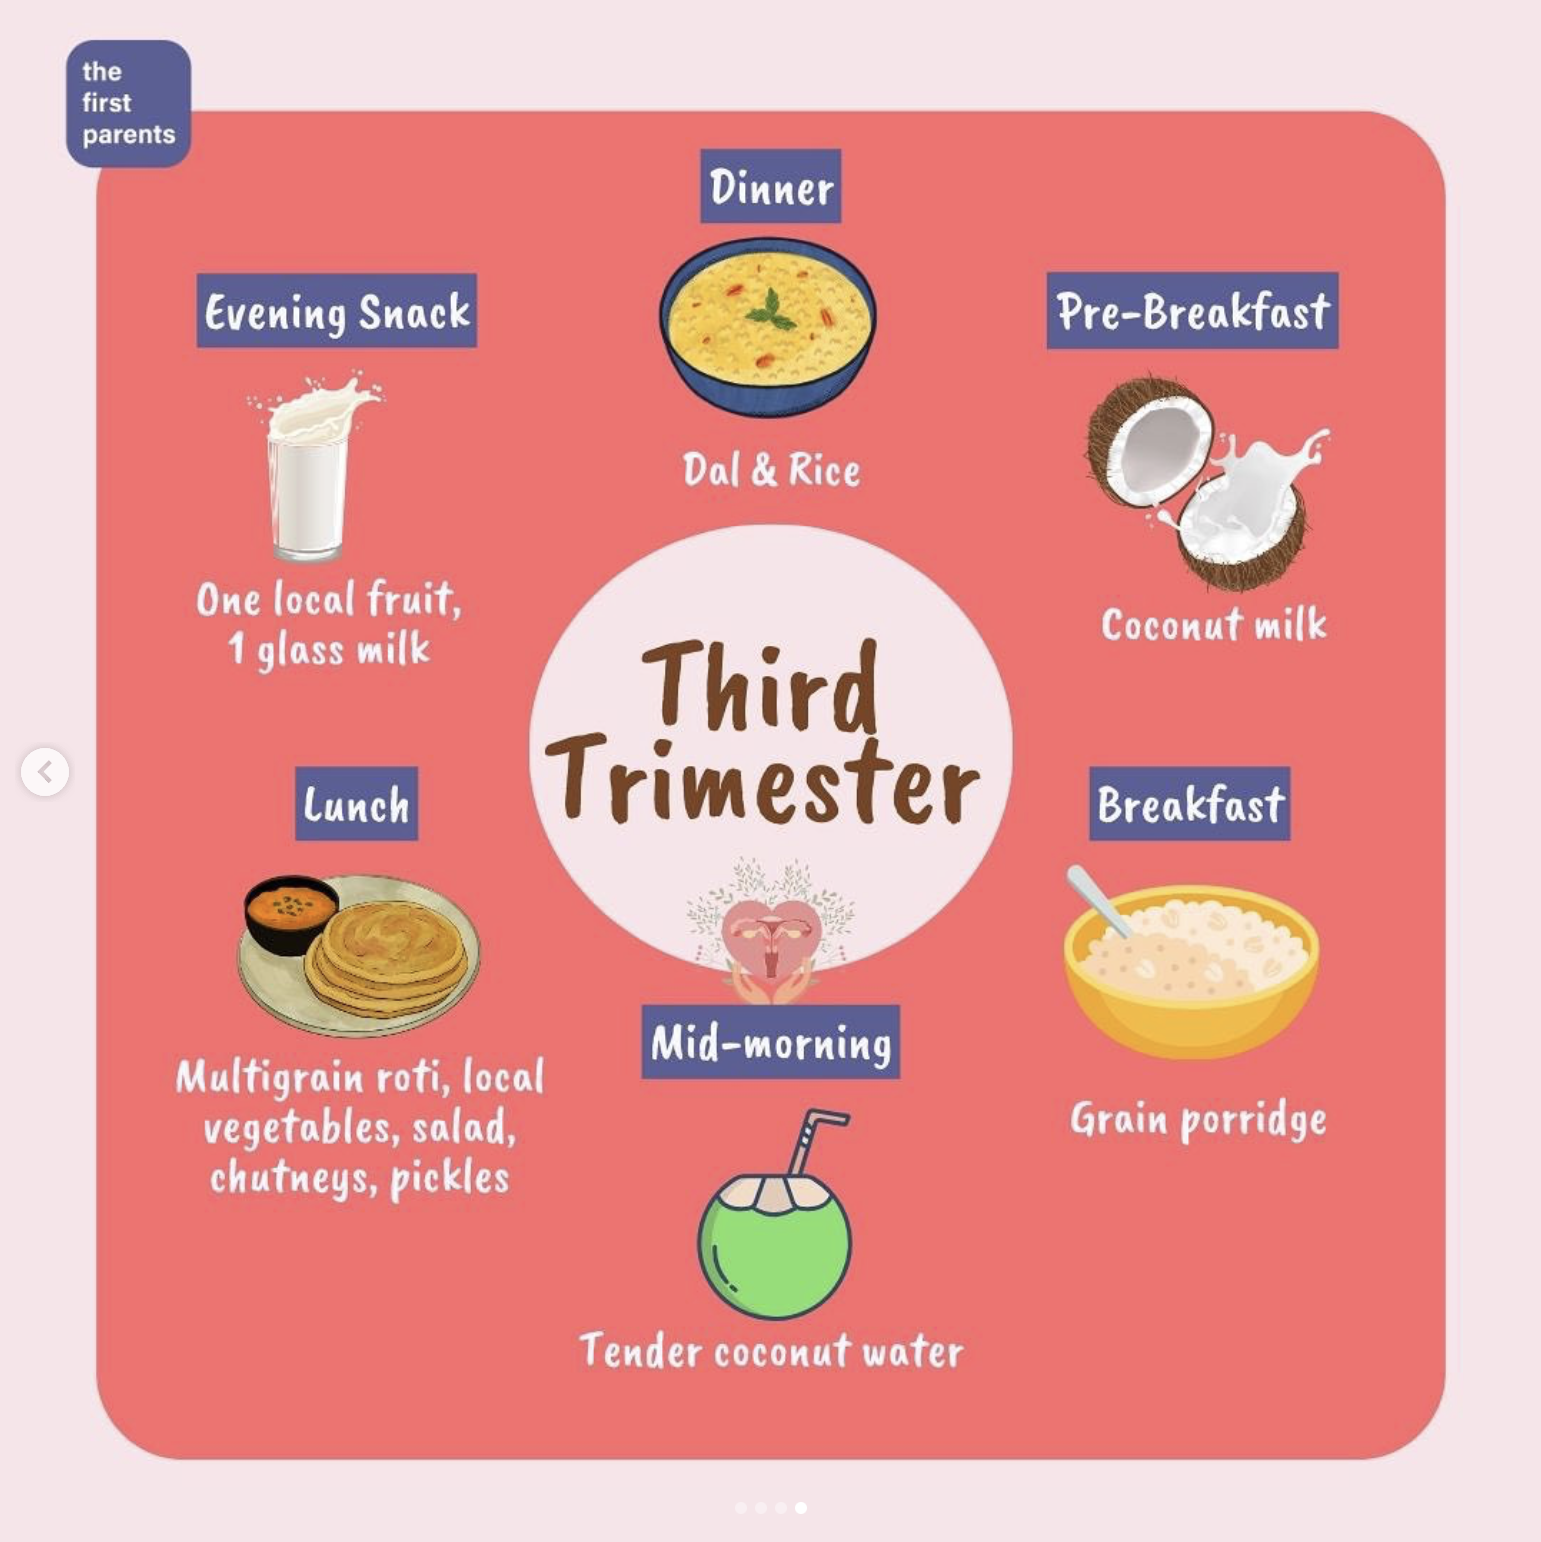 the
first
parents
Dinner
Dal & Rice
Pre-Breakfast
Coconut milk
Breakfast
Grain porridge
Mid-morning
Tender coconut water
Lunch
Multigrain roti, local
vegetables, salad,
chutneys, pickles
Evening Snack
One local fruit,
1 glass milk
Third
Trimester